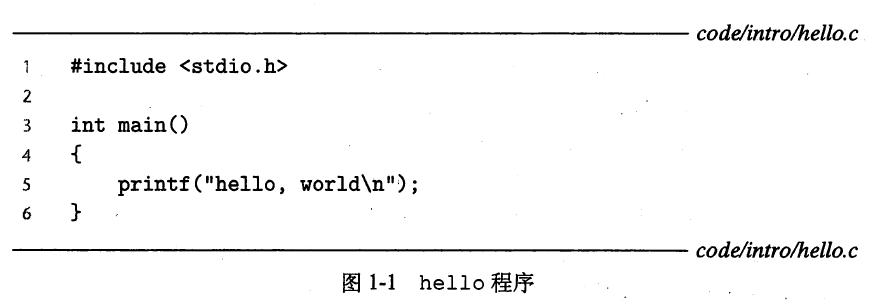 code/intro/hello.c
1 #include <stdio.h>
2
3 int main()
4 {
5     printf("hello, world\n");
6 }
code/intro/hello.c
图 1-1 hello 程序